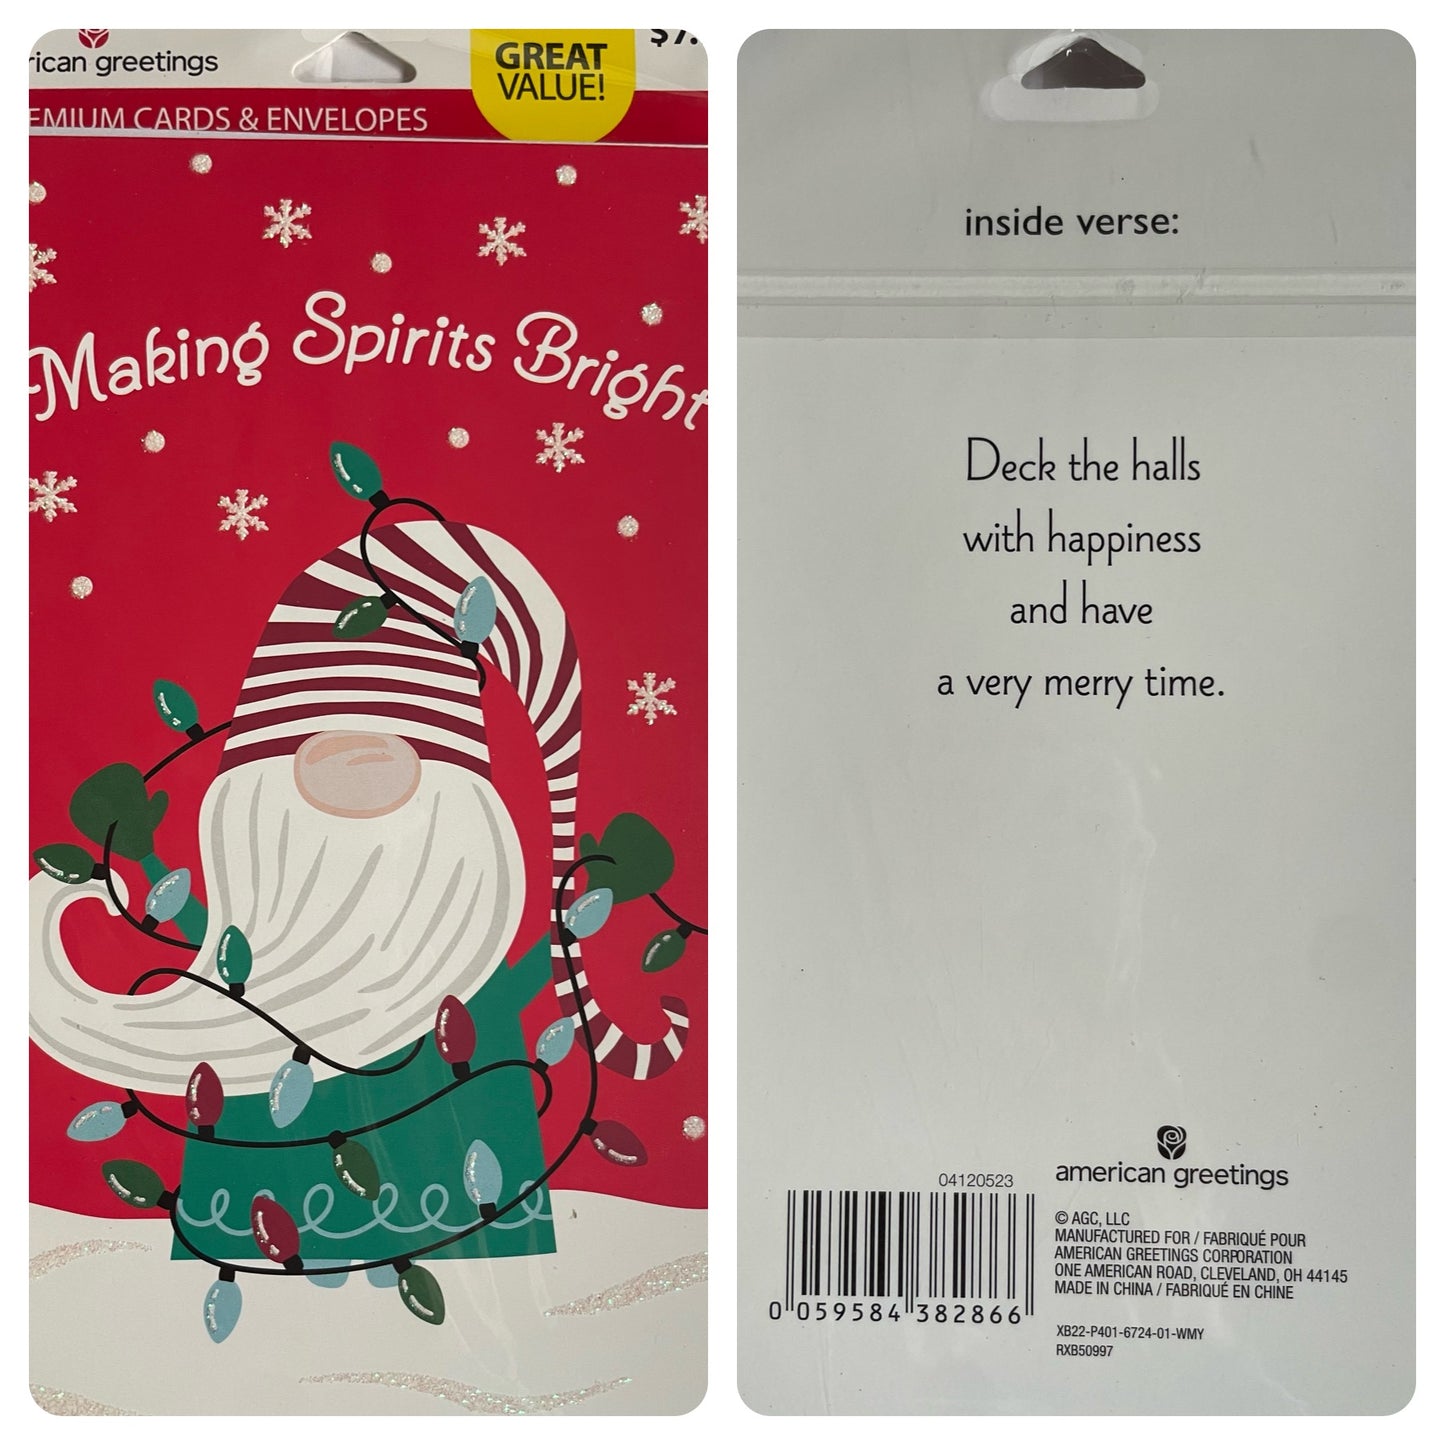 rican greetings
GREAT
VALUE!
$7.
EMIUM CARDS & ENVELOPES
Making Spirits Bright
inside verse:
Deck the halls
with happiness
and have
a very merry time.
04120523
0 059584 382866
american greetings
© AGC, LLC
MANUFACTURED FOR / FABRIQUÉ POUR
AMERICAN GREETINGS CORPORATION
ONE AMERICAN ROAD, CLEVELAND, OH 44145
MADE IN CHINA / FABRIQUÉ EN CHINE
XB22-P401-6724-01-WMY
RXB50997